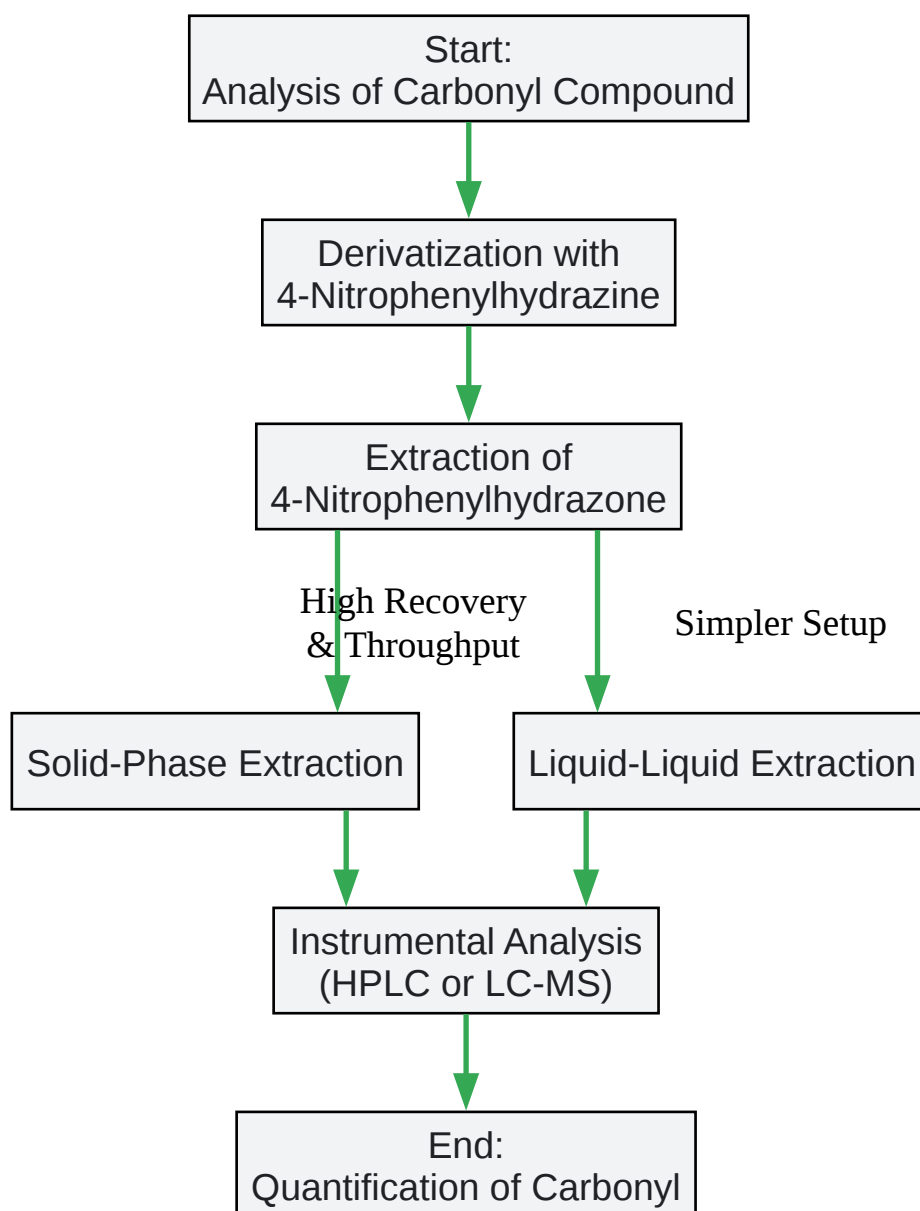 Start:
Analysis of Carbonyl Compound
Derivatization with
4-Nitrophenylhydrazine
Extraction of
4-Nitrophenylhydrazone
High Recovery
& Throughput
Simpler Setup
Solid-Phase Extraction
Liquid-Liquid Extraction
Instrumental Analysis
(HPLC or LC-MS)
End:
Quantification of Carbonyl